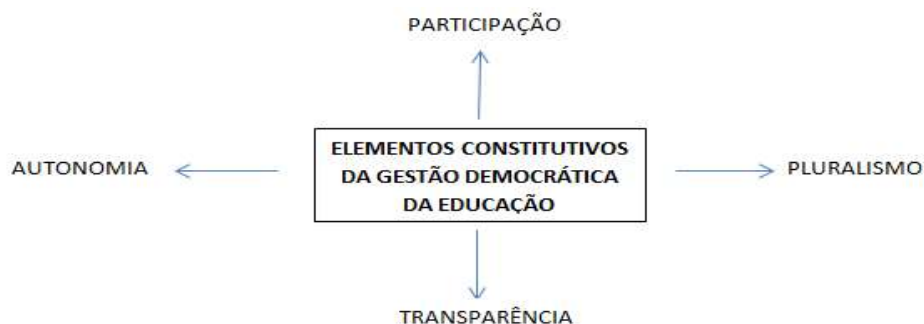 PARTICIPAÇÃO
AUTONOMIA
ELEMENTOS CONSTITUTIVOS
DA GESTÃO DEMOCRÁTICA
DA EDUCAÇÃO
PLURALISMO
TRANSPARÊNCIA